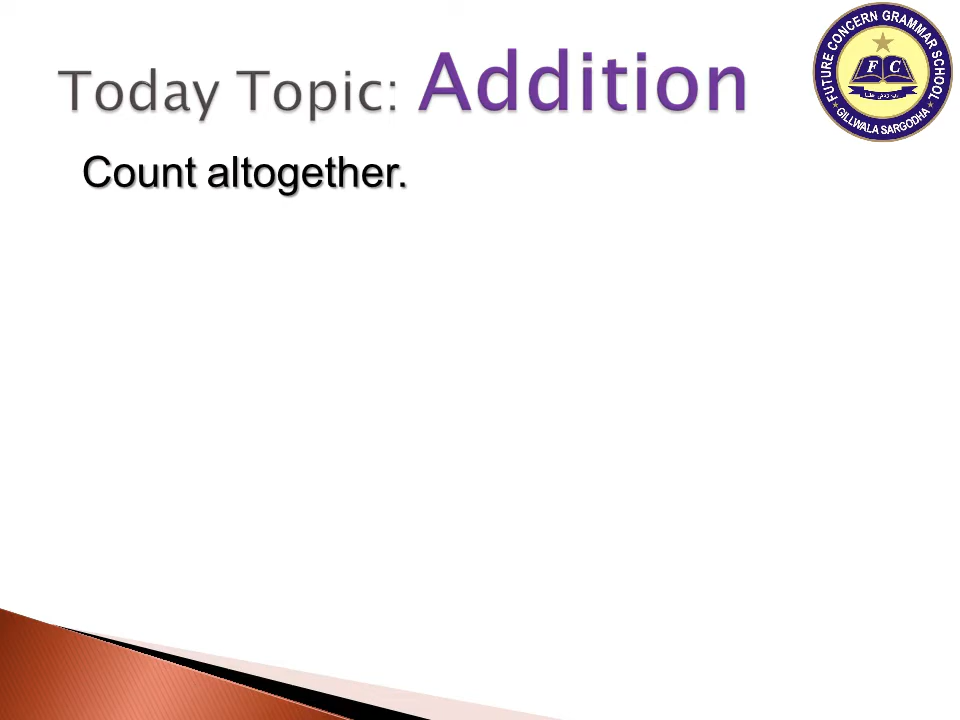 Today Topic: Addition
FUTURE CONCERN GRAMMAR SCHOOL
F C
GILLWALA SARGODHA
Count altogether.